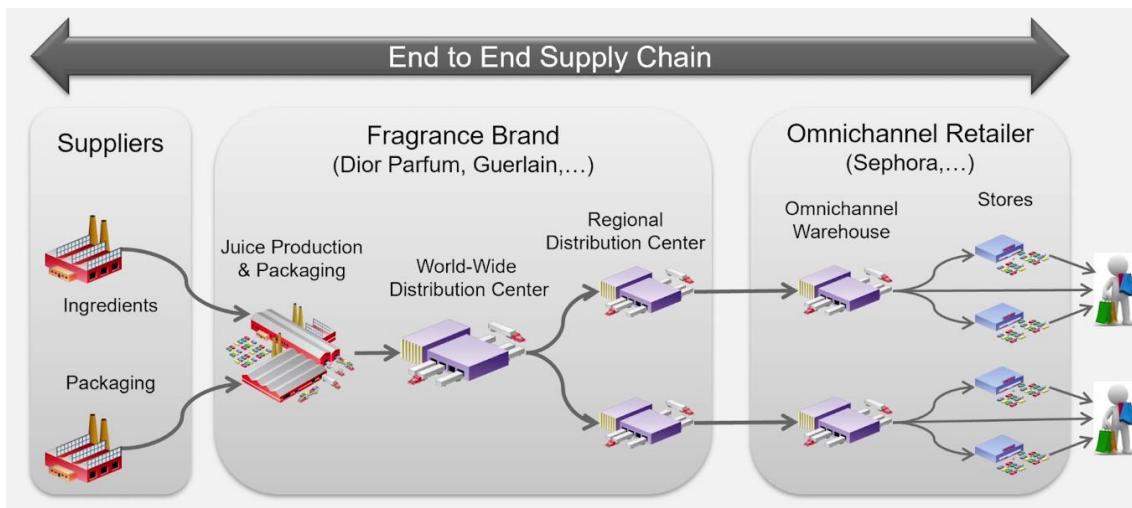 End to End Supply Chain
Suppliers
Ingredients
Packaging
Fragrance Brand
(Dior Parfum, Guerlain,…)
Juice Production
& Packaging
World-Wide
Distribution Center
Regional
Distribution Center
Omnichannel Retailer
(Sephora,…)
Omnichannel
Warehouse
Stores